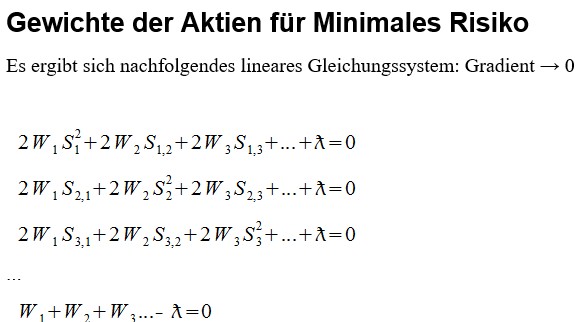 Gewichte der Aktien für Minimales Risiko
Es ergibt sich nachfolgendes lineares Gleichungssystem: Gradient → 0
2W₁S₁²+2W₂S₁,₂+2W₃S₁,₃+...+ƛ=0
2W₁S₂,₁+2W₂S₂²+2W₃S₂,₃+...+ƛ=0
2W₁S₃,₁+2W₂S₃,₂+2W₃S₃²+...+ƛ=0
...
W₁+W₂+W₃...- ƛ=0